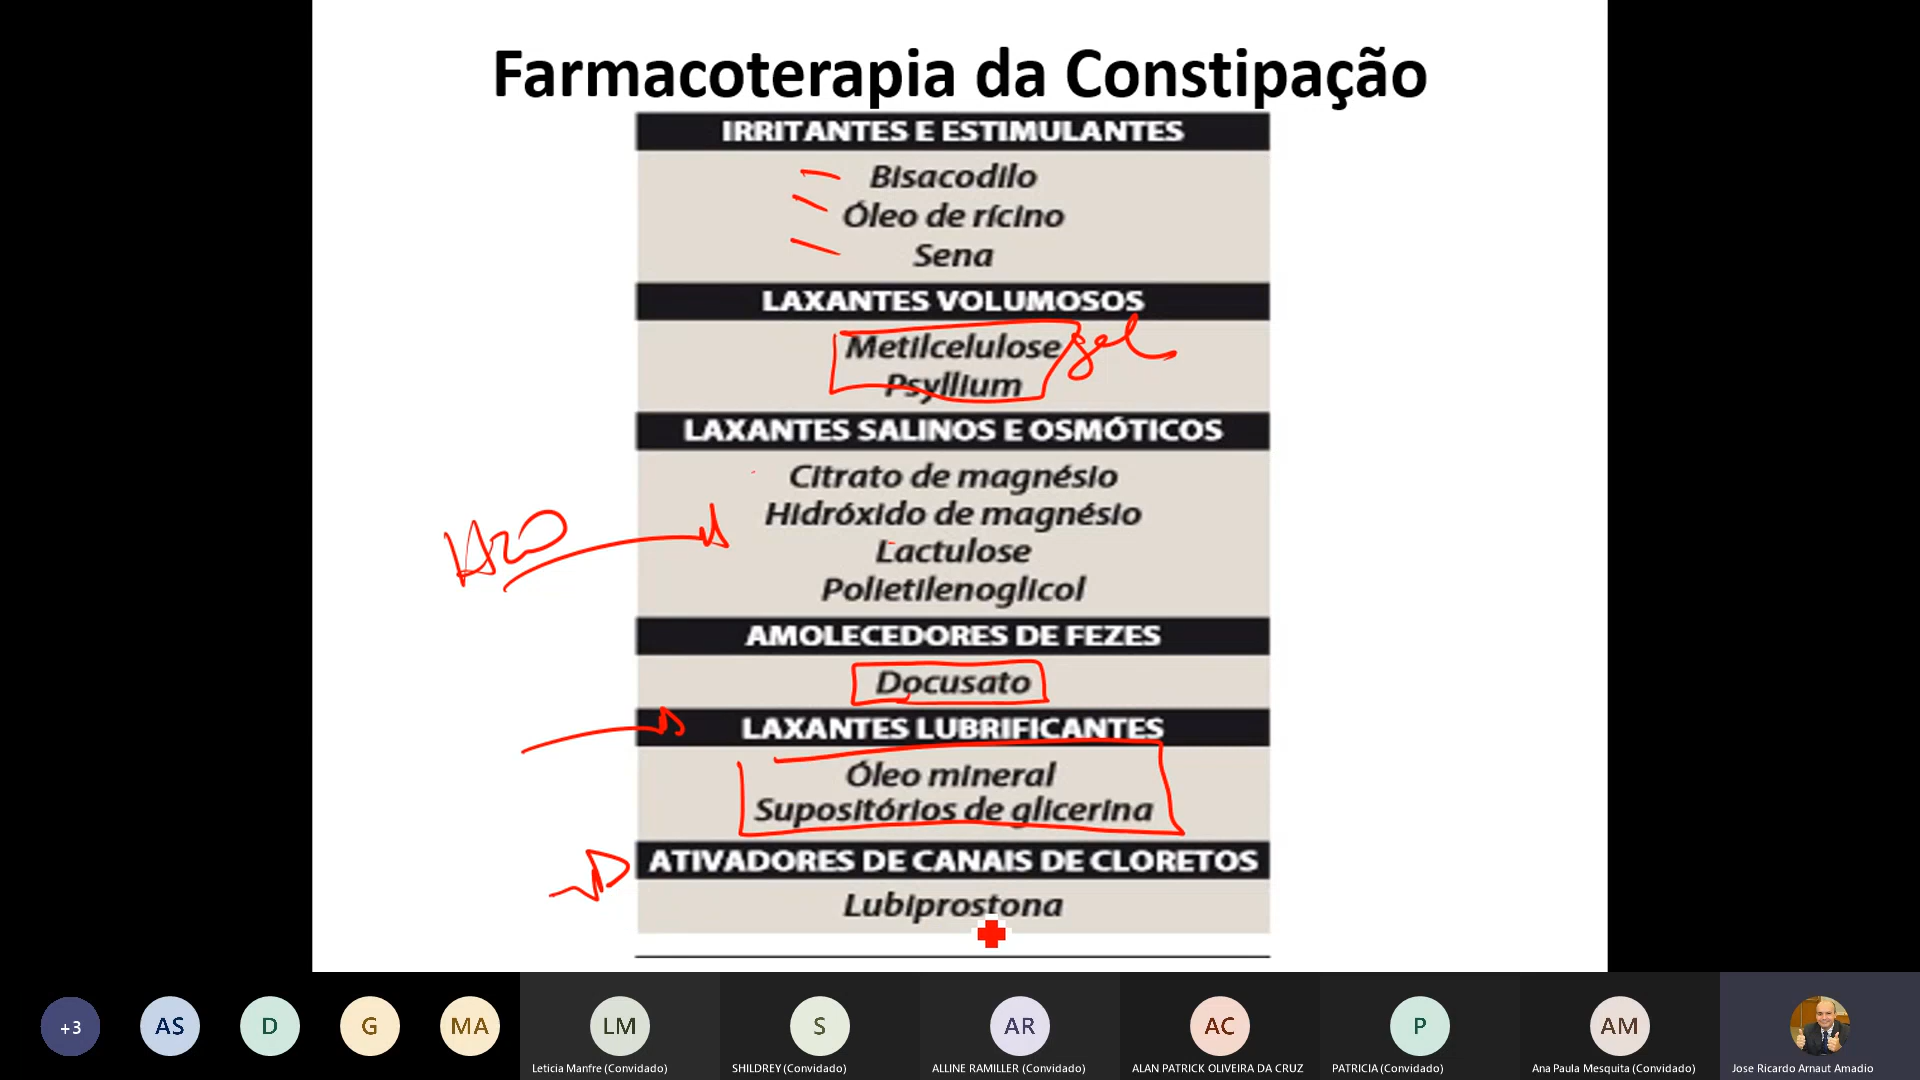 Farmacoterapia da Constipação
IRRITANTES E ESTIMULANTES
Bisacodilo
Óleo de rícino
Sena
LAXANTES VOLUMOSOS
Metilcelulose gel
Psyllium
LAXANTES SALINOS E OSMÓTICOS
Citrato de magnésio
Hidróxido de magnésio
H2O
Lactulose
Polietilenoglicol
AMOLECEDORES DE FEZES
Docusato
LAXANTES LUBRIFICANTES
Óleo mineral
Supositórios de glicerina
ATIVADORES DE CANAIS DE CLORETOS
Lubiprostona
+3 AS D G MA LM S AR AC P AM
Leticia Manfre (Convidado) SHILDREY (Convidado) ALLINE RAMILLER (Convidado) ALAN PATRICK OLIVEIRA DA CRUZ PATRICIA (Convidado) Ana Paula Mesquita (Convidado) Jose Ricardo Arnaut Amadio